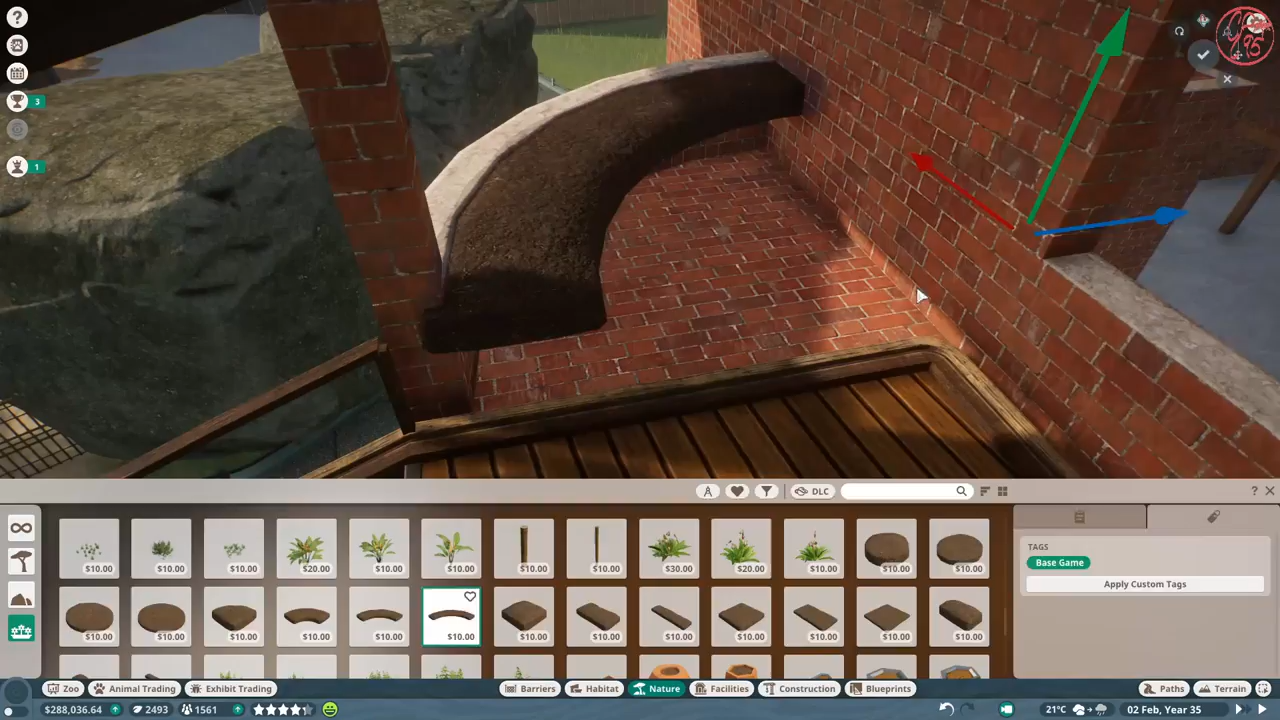 ?
95
3
1
DLC
?
$10.00 $10.00 $10.00 $20.00 $10.00 $10.00 $10.00 $10.00 $30.00 $20.00 $10.00 $10.00 $10.00
$10.00 $10.00 $10.00 $10.00 $10.00 $10.00 $10.00 $10.00 $10.00 $10.00 $10.00 $10.00 $10.00
TAGS
Base Game
Apply Custom Tags
Zoo Animal Trading Exhibit Trading Barriers Habitat Nature Facilities Construction Blueprints Paths Terrain
$288,036.64 2493 1561 21°C 02 Feb, Year 35